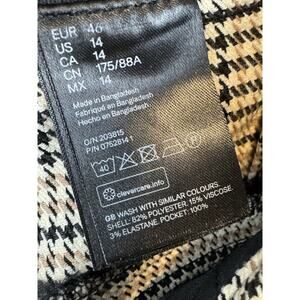 EUR 46
US 14
CA 14
CN 175/88A
MX 14
Made in Bangladesh
Fabriqué en Bangladesh
Hecho en Bangladesh
O/N: 203815
P/N 0752814 1
40
P
clevercare.info
GB WASH WITH SIMILAR COLOURS.
SHELL: 82% POLYESTER. 15% VISCOSE.
3% ELASTANE POCKET: 100%